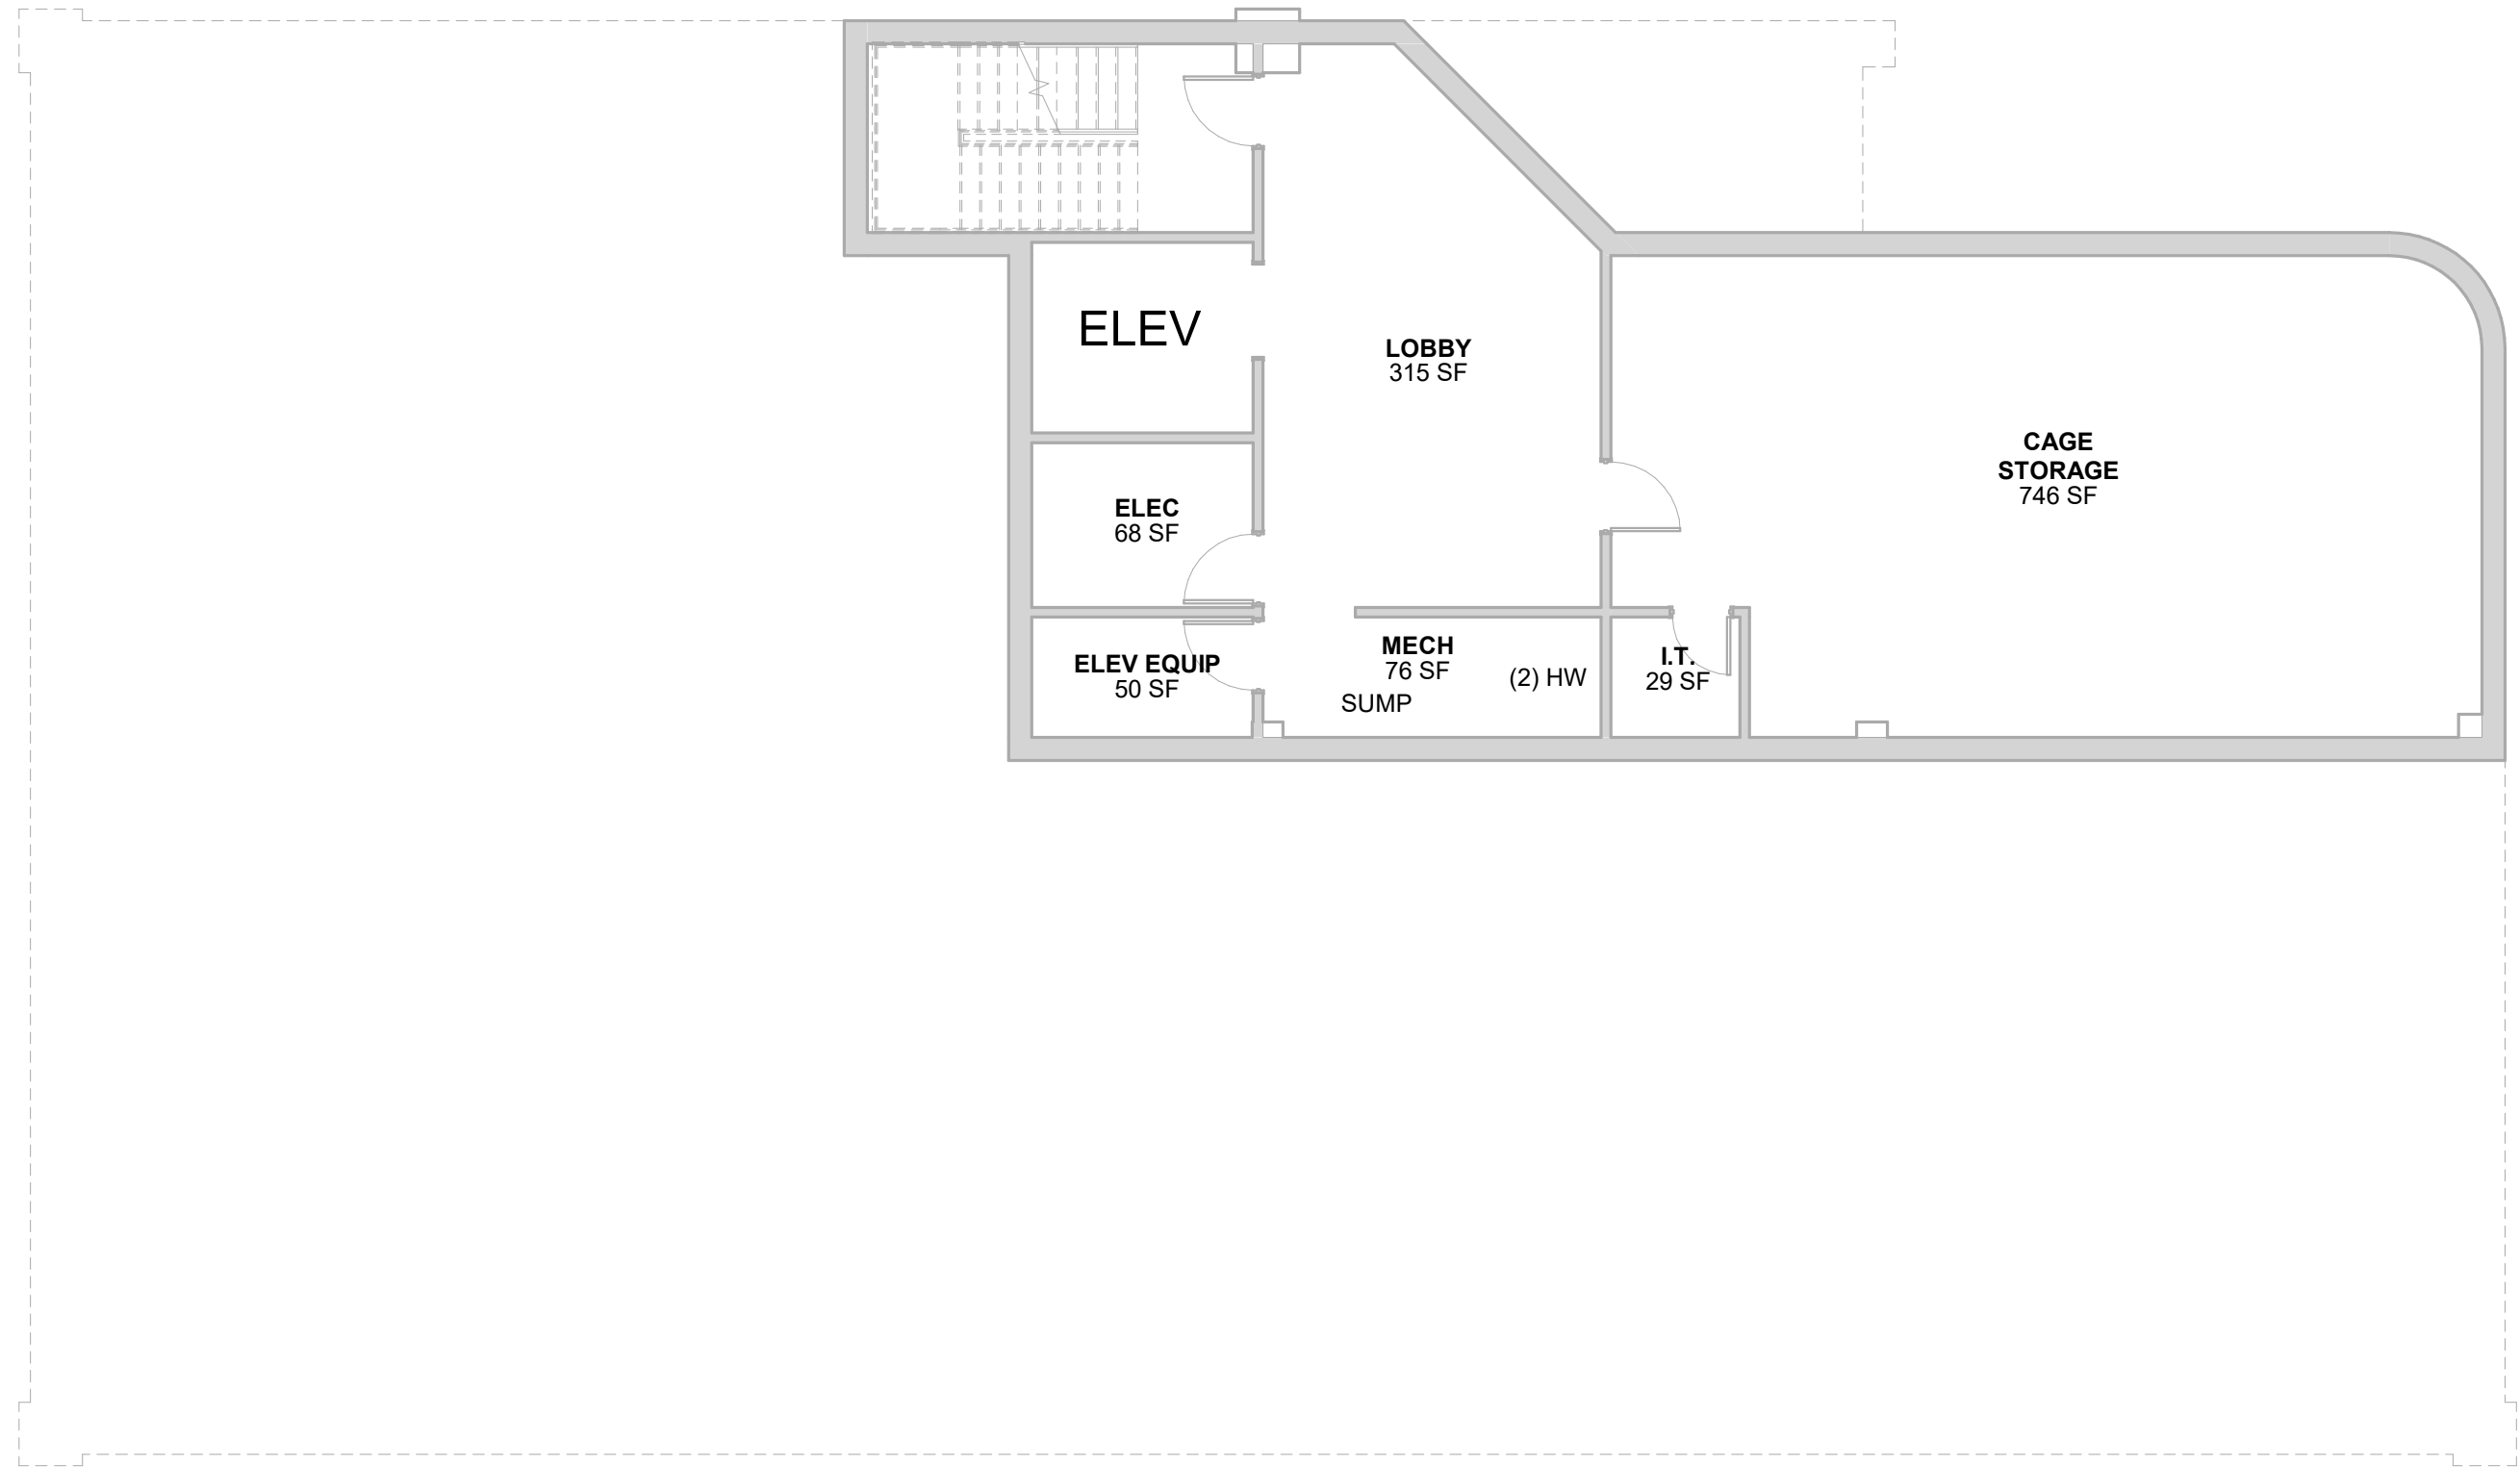 ELEV
LOBBY
315 SF
CAGE
STORAGE
746 SF
ELEC
68 SF
ELEV EQUIP
50 SF
MECH
76 SF
(2) HW
SUMP
I.T.
29 SF